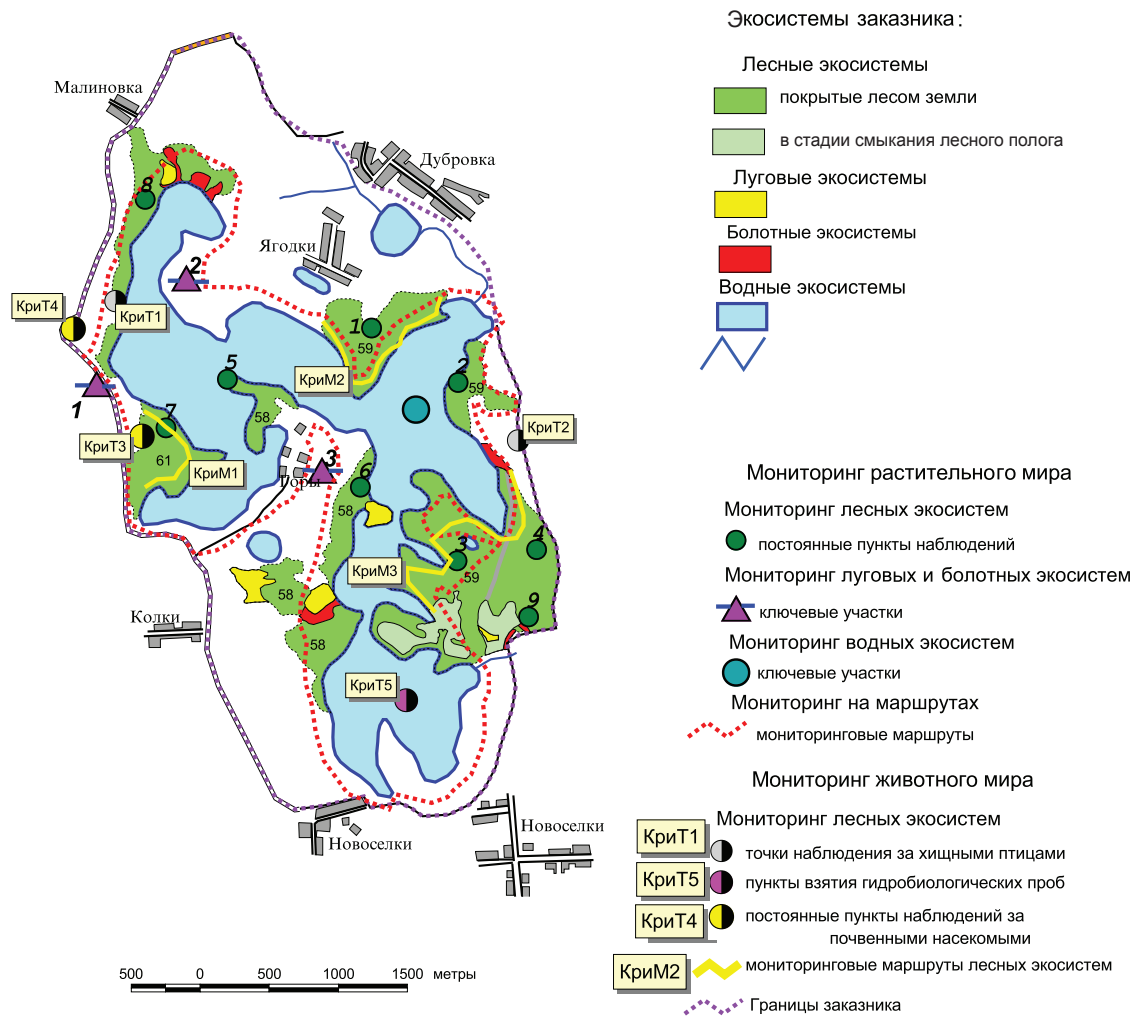 Экосистемы заказника:
Лесные экосистемы
покрытые лесом земли
в стадии смыкания лесного полога
Луговые экосистемы
Болотные экосистемы
Водные экосистемы
Малиновка
Дубровка
8
Ягодки
2
КриТ4
КриТ1
1
59
5
КриМ2
2
59
1
7
58
КриТ2
КриТ3
61
КриМ1
3
Горы
6
58
4
3
КриМ3
59
58
9
Колки
58
КриТ5
Новоселки
Новоселки
500
0
500
1000
1500
метры
Мониторинг растительного мира
Мониторинг лесных экосистем
постоянные пункты наблюдений
Мониторинг луговых и болотных экосистем
ключевые участки
Мониторинг водных экосистем
ключевые участки
Мониторинг на маршрутах
мониторинговые маршруты
Мониторинг животного мира
Мониторинг лесных экосистем
КриТ1
точки наблюдения за хищными птицами
КриТ5
пункты взятия гидробиологических проб
КриТ4
постоянные пункты наблюдений за
почвенными насекомыми
КриМ2
мониторинговые маршруты лесных экосистем
Границы заказника